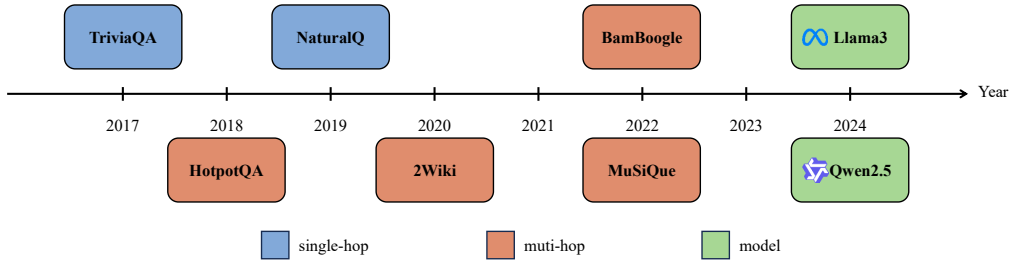 TriviaQA
NaturalQ
BamBoogle
Llama3
Year
2017
2018
2019
2020
2021
2022
2023
2024
HotpotQA
2Wiki
MuSiQue
Qwen2.5
single-hop
muti-hop
model